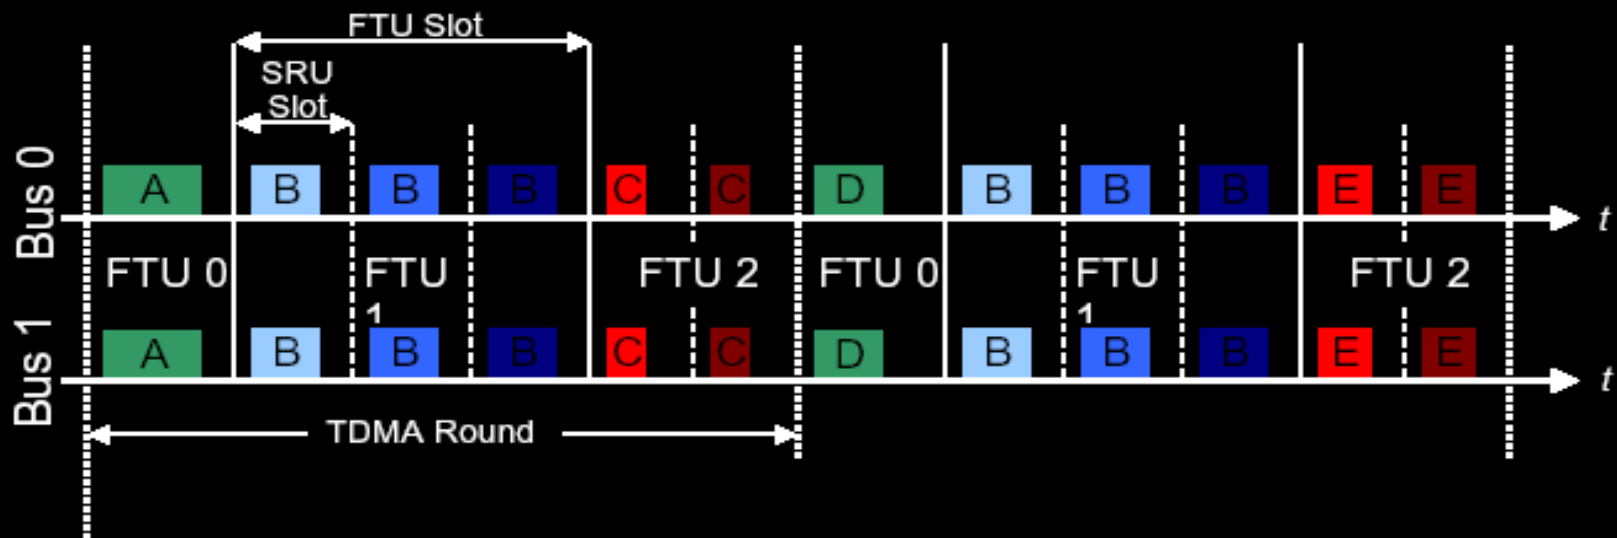 FTU Slot
SRU
Slot
Bus 0
A B B B C C D B B B E E
t
FTU 0 FTU 1 FTU 2 FTU 0 FTU 1 FTU 2
Bus 1
A B B B C C D B B B E E
t
TDMA Round